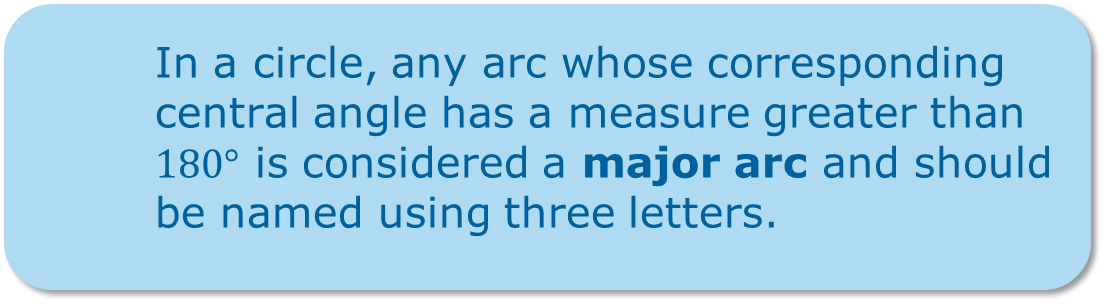 In a circle, any arc whose corresponding
central angle has a measure greater than
180° is considered a major arc and should
be named using three letters.